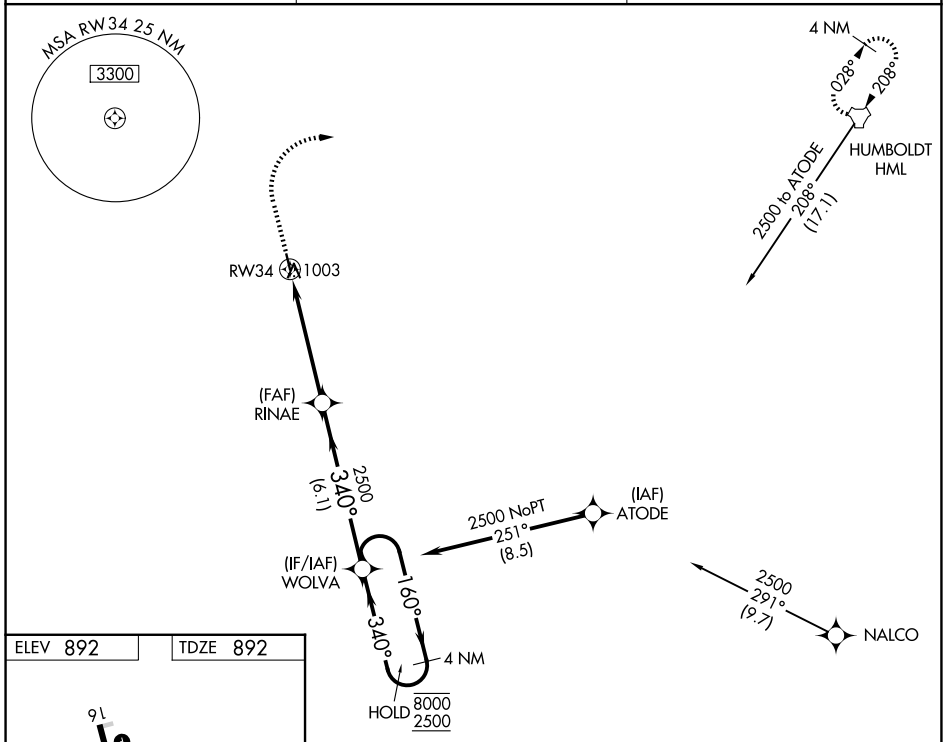 MSA RW34 25 NM
3300
4 NM
028°
208°
HUMBOLDT
HML
2500 to ATODE
208°
(17.1)
RW34
1003
(FAF)
RINAE
2500
340°
(6.1)
(IAF)
ATODE
2500 NoPT
251°
(8.5)
(IF/IAF)
WOLVA
160°
340°
4 NM
HOLD
8000
2500
2500
291°
(9.7)
NALCO
ELEV 892
TDZE 892
16